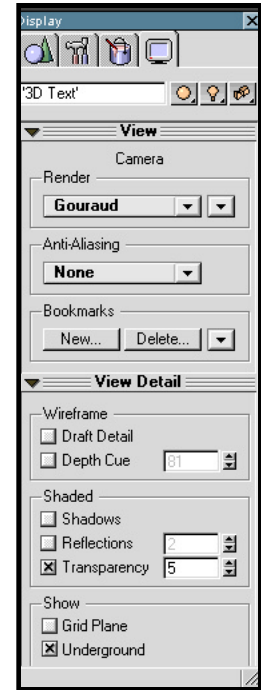 Display
'3D Text'
View
Camera
Render
Gouraud
Anti-Aliasing
None
Bookmarks
New... Delete...
View Detail
Wireframe
Draft Detail
Depth Cue 81
Shaded
Shadows
Reflections 2
Transparency 5
Show
Grid Plane
Underground